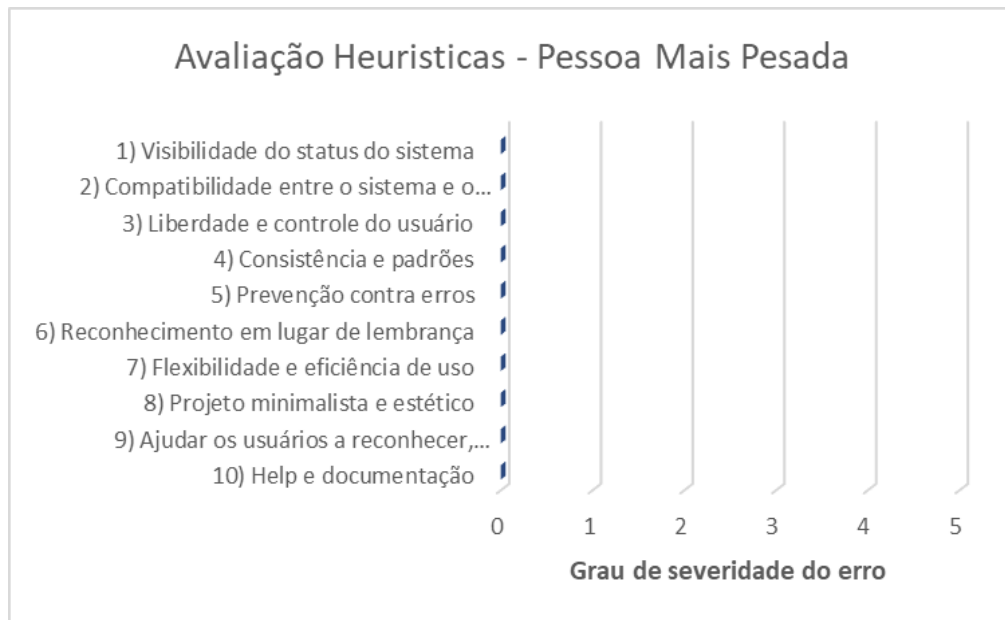 Avaliação Heuristicas - Pessoa Mais Pesada
1) Visibilidade do status do sistema
2) Compatibilidade entre o sistema e o...
3) Liberdade e controle do usuário
4) Consistência e padrões
5) Prevenção contra erros
6) Reconhecimento em lugar de lembrança
7) Flexibilidade e eficiência de uso
8) Projeto minimalista e estético
9) Ajudar os usuários a reconhecer,...
10) Help e documentação
0 1 2 3 4 5
Grau de severidade do erro